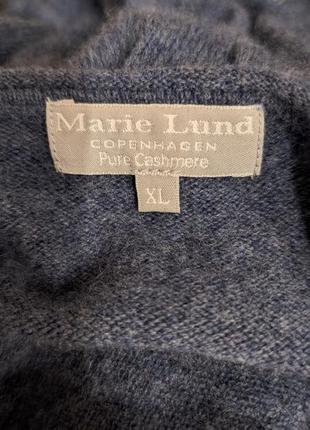 Marie Lund
COPENHAGEN
Pure Cashmere
XL